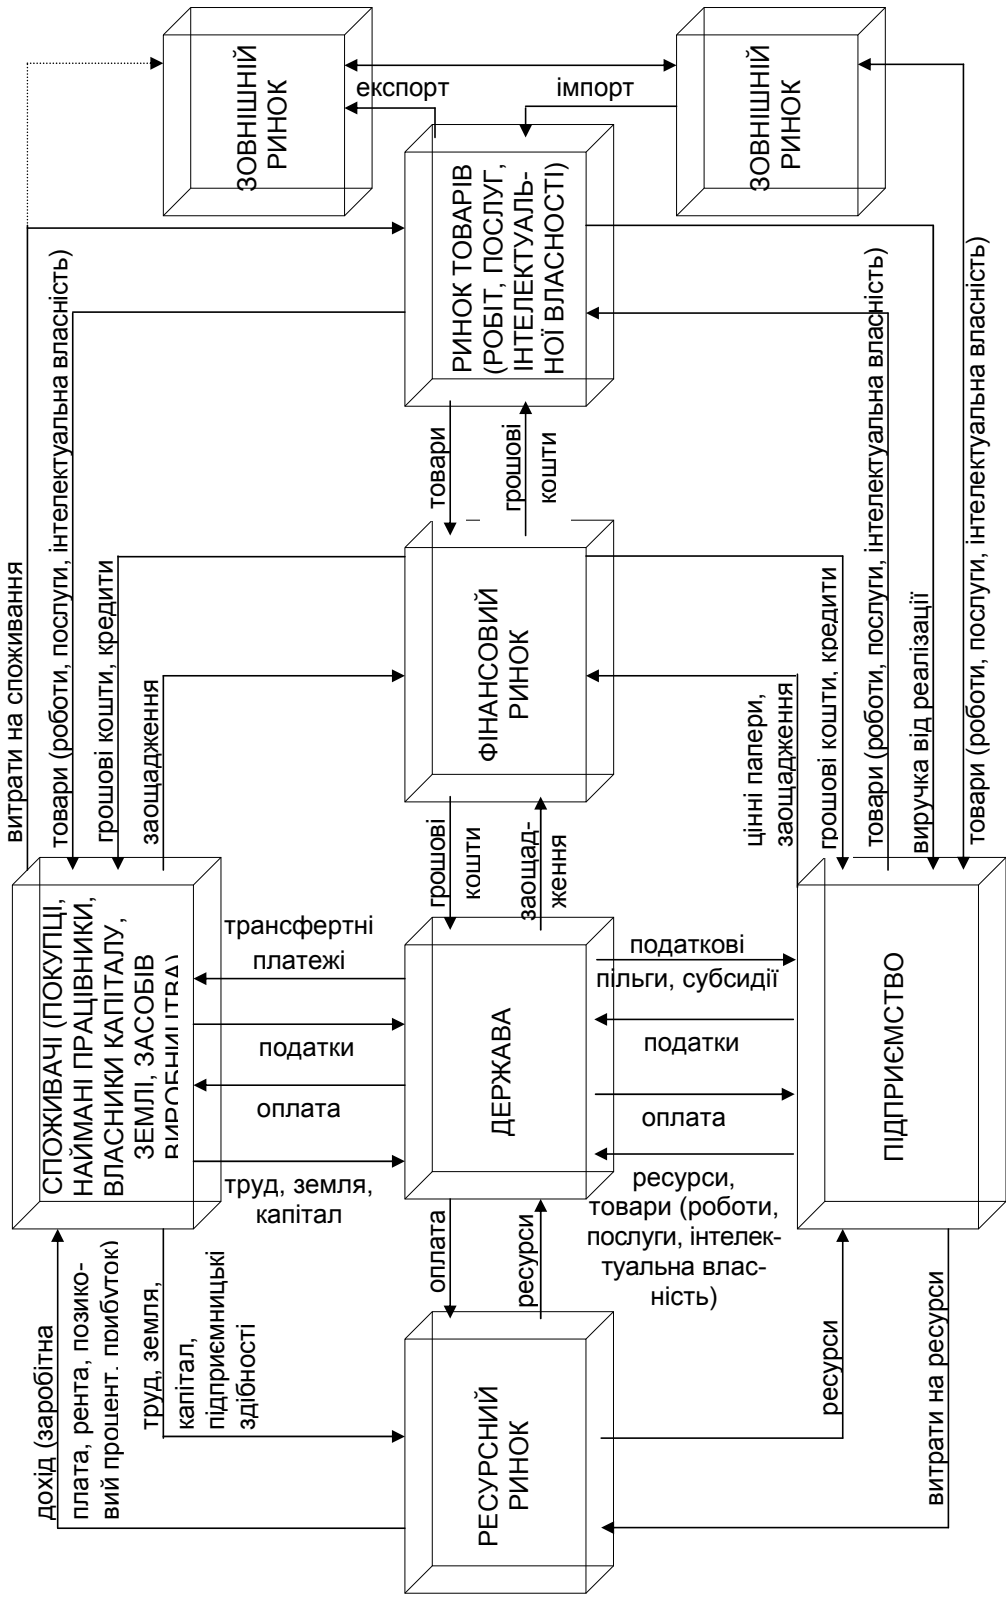 ЗОВНІШНІЙ
РИНОК
ЗОВНІШНІЙ
РИНОК
експорт
імпорт
РИНОК ТОВАРІВ
(РОБІТ, ПОСЛУГ,
ІНТЕЛЕКТУАЛЬ-
НОЇ ВЛАСНОСТІ)
витрати на споживання
товари (роботи, послуги, інтелектуальна власність)
грошові кошти, кредити
заощадження
товари
грошові
кошти
ФІНАНСОВИЙ
РИНОК
цінні папери,
заощадження
грошові кошти, кредити
товари (роботи, послуги, інтелектуальна власність)
виручка від реалізації
товари (роботи, послуги, інтелектуальна власність)
СПОЖИВАЧІ (ПОКУПЦІ,
НАЙМАНІ ПРАЦІВНИКИ,
ВЛАСНИКИ КАПІТАЛУ,
ЗЕМЛІ, ЗАСОБІВ
ВИРОБНИЦТВА)
трансфертні
платежі
податки
оплата
труд, земля,
капітал
грошові
кошти
заощад-
ження
ДЕРЖАВА
податкові
пільги, субсидії
податки
оплата
ресурси,
товари (роботи,
послуги, інтелек-
туальна влас-
ність)
ПІДПРИЄМСТВО
дохід (заробітна
плата, рента, позико-
вий процент. прибуток)
труд, земля,
капітал,
підприємницькі
здібності
оплата
ресурси
РЕСУРСНИЙ
РИНОК
ресурси
витрати на ресурси